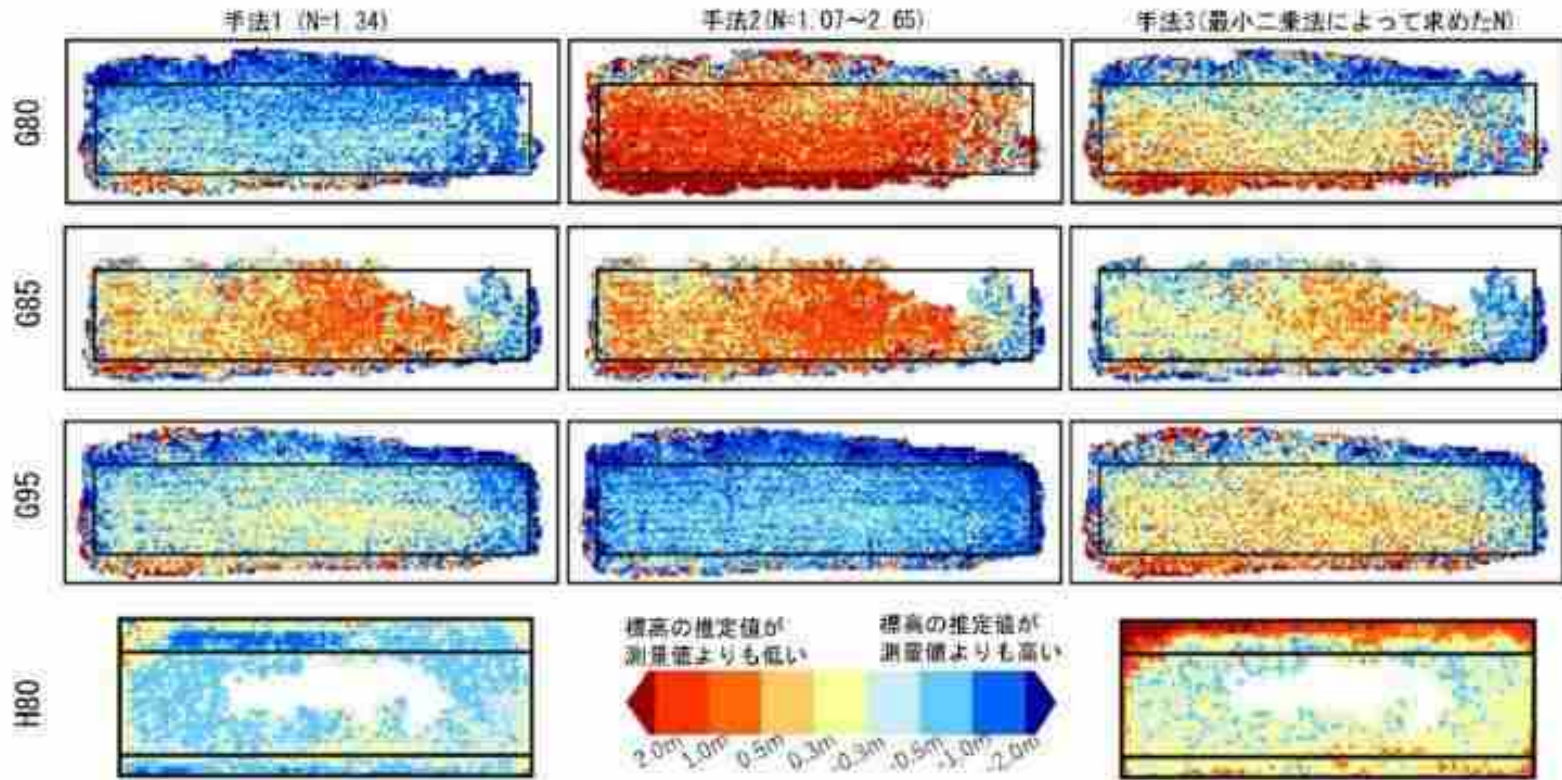 手法1 (N=1.34)
手法2(N=1.07～2.65)
手法3(最小二乗法によって求めたN)
G80
G85
G95
H80
標高の推定値が
測量値よりも低い
標高の推定値が
測量値よりも高い
2.0m 1.0m 0.5m 0.3m -0.3m -0.5m -1.0m -2.0m